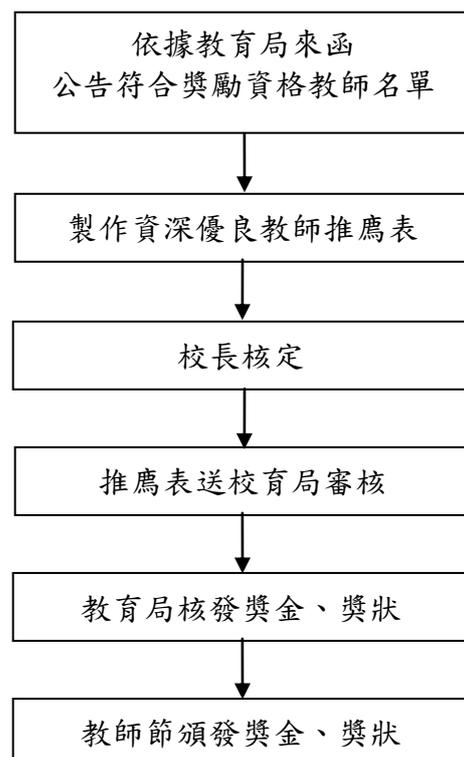 依據教育局來函
公告符合獎勵資格教師名單
製作資深優良教師推薦表
校長核定
推薦表送校育局審核
教育局核發獎金、獎狀
教師節頒發獎金、獎狀